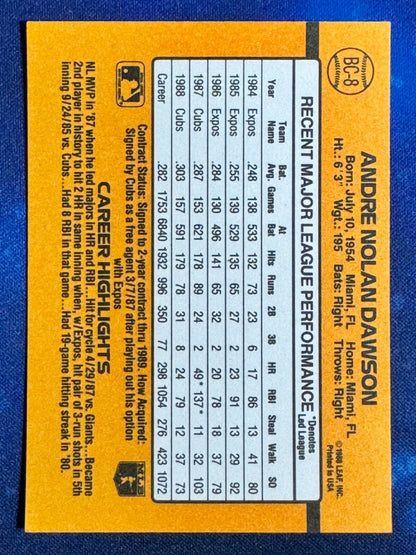 BONUS CARD
BC-8
ANDRE NOLAN DAWSON
Born: July 10, 1954 Miami, FL Home: Miami, FL
Ht.: 6'3" Wgt.: 195 Bats: Right Throws: Right
©1988 LEAF, INC.
Printed in USA
RECENT MAJOR LEAGUE PERFORMANCE *Denotes Led League
Year Team Name Bat. Avg. Games At Bat Hits Runs 2B 3B HR RBI Steal Walk SO
1984 Expos .248 138 533 132 73 23 6 17 86 13 41 80
1985 Expos .255 139 529 135 65 27 2 23 91 13 29 92
1986 Expos .284 130 496 141 65 32 2 20 78 18 37 79
1987 Cubs .287 153 621 178 89 24 2 49* 137* 11 32 103
1988 Cubs .303 157 591 179 78 31 8 24 79 12 37 73
Career .282 1753 6840 1932 996 350 77 298 1054 276 423 1072
Contract Status: Signed to 2-year contract thru 1989. How Acquired:
Signed by Cubs as a free agent 3/7/87 after playing out his option
with Expos
MLB
CAREER HIGHLIGHTS
NL MVP in '87 when he led majors in HR and RBI...Hit for cycle 4/29/87 vs. Giants...Became
2nd player in history to hit 2 HR in same inning when, w/Expos, hit pair of 3-run shots in 5th
inning 9/24/85 vs. Cubs...Had 8 RBI in that game...Had 19-game hitting streak in '80.